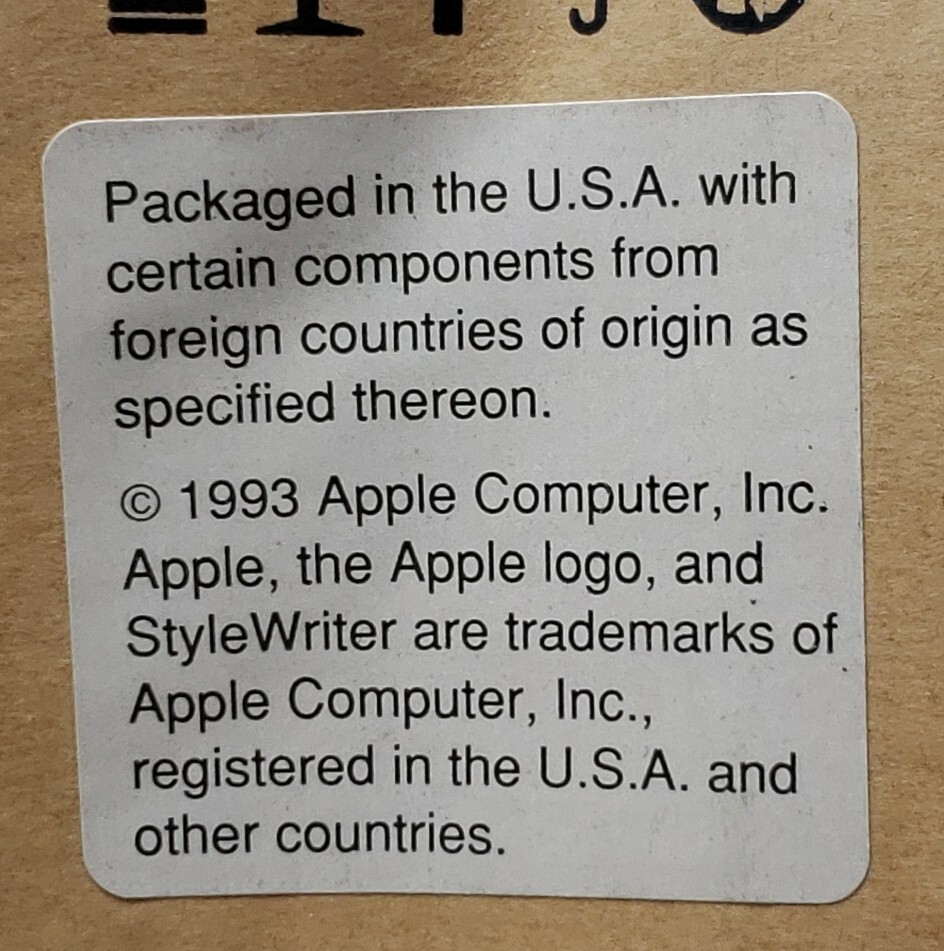 Packaged in the U.S.A. with
certain components from
foreign countries of origin as
specified thereon.
© 1993 Apple Computer, Inc.
Apple, the Apple logo, and
StyleWriter are trademarks of
Apple Computer, Inc.,
registered in the U.S.A. and
other countries.